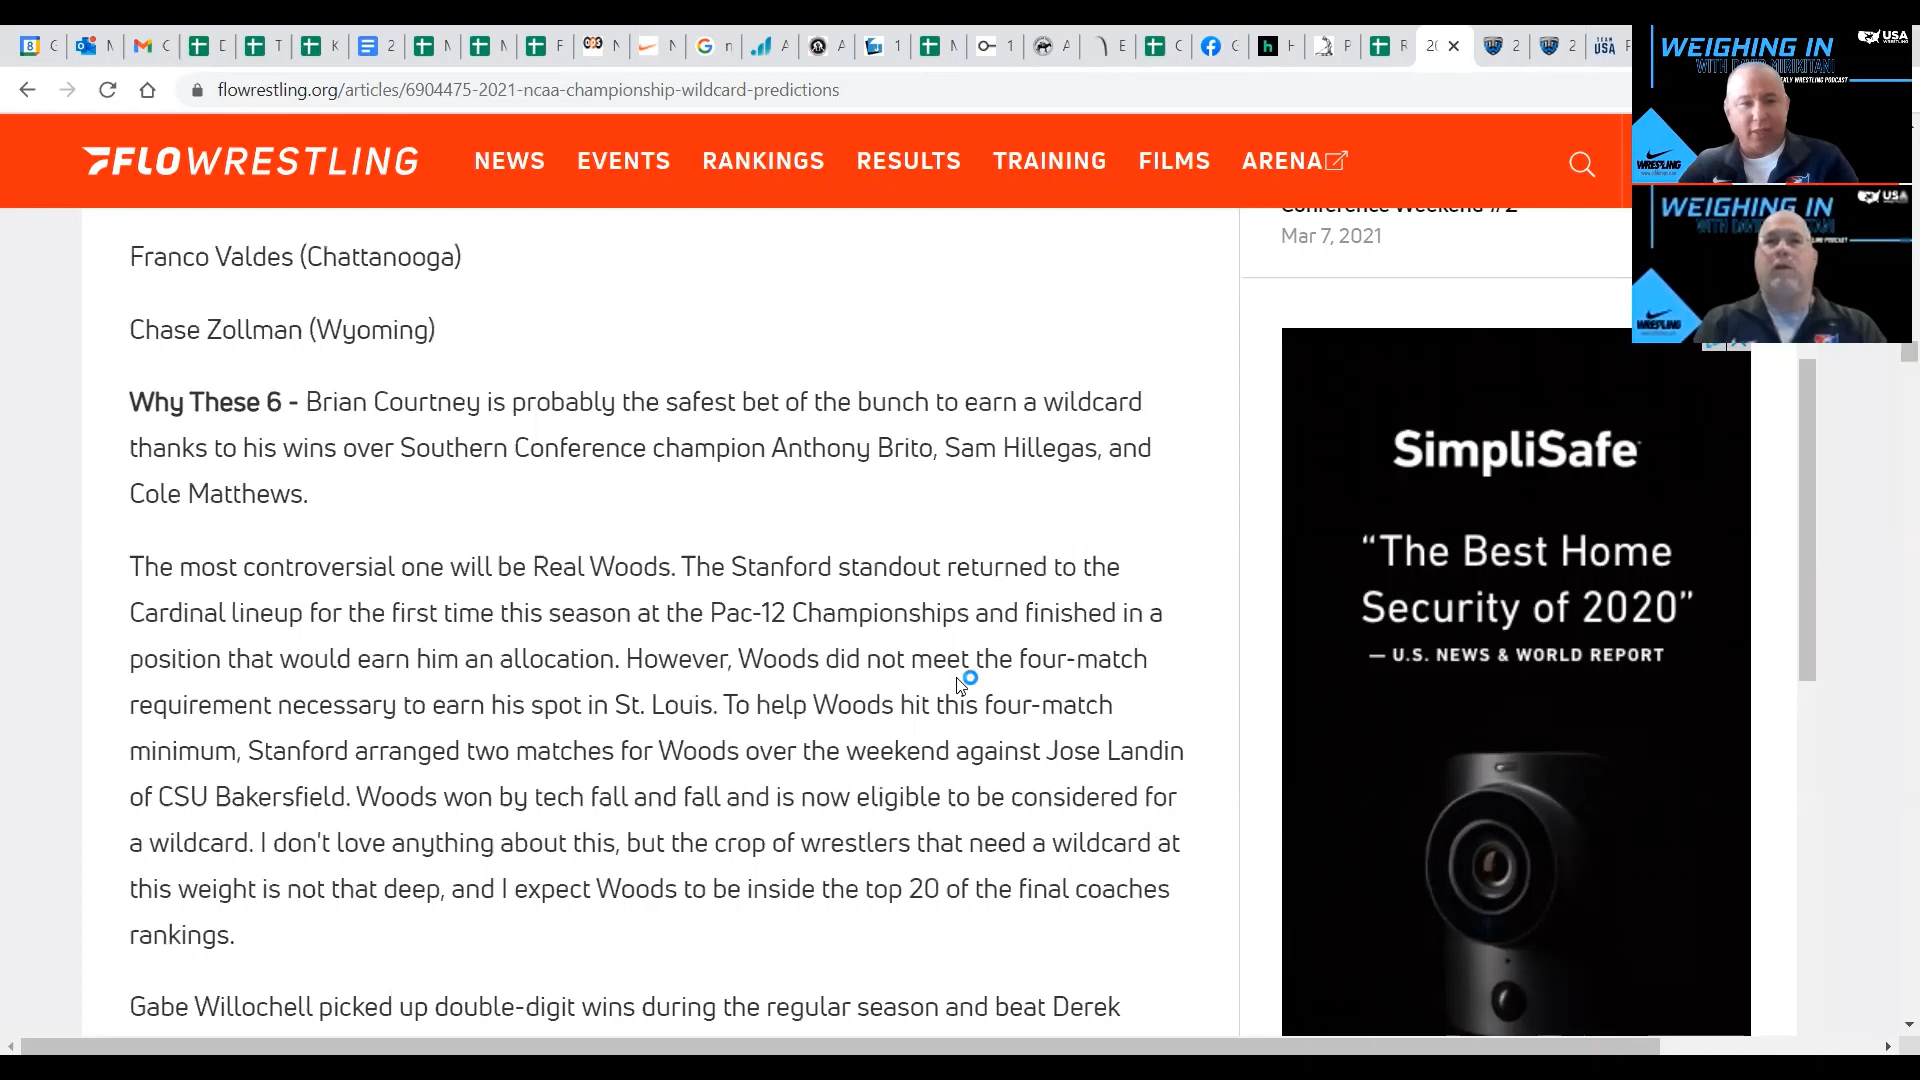 flowrestling.org/articles/6904475-2021-ncaa-championship-wildcard-predictions
FLOWRESTLING
NEWS
EVENTS
RANKINGS
RESULTS
TRAINING
FILMS
ARENA
WEIGHING IN
USA
WRESTLING
WEIGHING IN
USA
WRESTLING
Conference Weekend #2
Mar 7, 2021
Franco Valdes (Chattanooga)
Chase Zollman (Wyoming)
Why These 6 - Brian Courtney is probably the safest bet of the bunch to earn a wildcard
thanks to his wins over Southern Conference champion Anthony Brito, Sam Hillegas, and
Cole Matthews.
The most controversial one will be Real Woods. The Stanford standout returned to the
Cardinal lineup for the first time this season at the Pac-12 Championships and finished in a
position that would earn him an allocation. However, Woods did not meet the four-match
requirement necessary to earn his spot in St. Louis. To help Woods hit this four-match
minimum, Stanford arranged two matches for Woods over the weekend against Jose Landin
of CSU Bakersfield. Woods won by tech fall and fall and is now eligible to be considered for
a wildcard. I don't love anything about this, but the crop of wrestlers that need a wildcard at
this weight is not that deep, and I expect Woods to be inside the top 20 of the final coaches
rankings.
Gabe Willochell picked up double-digit wins during the regular season and beat Derek
SimpliSafe
“The Best Home
Security of 2020”
— U.S. NEWS & WORLD REPORT